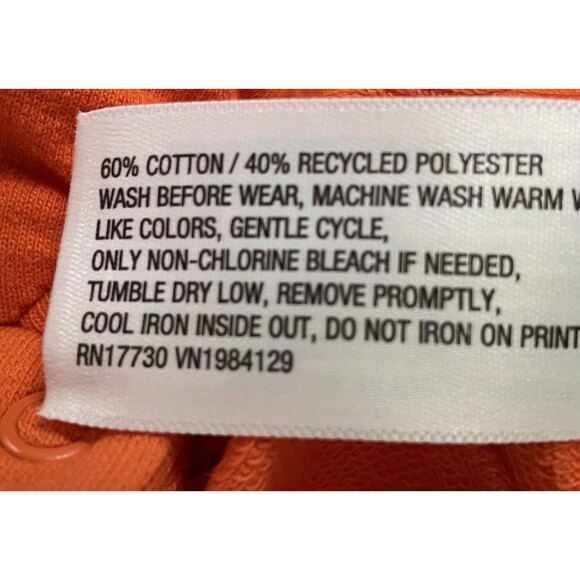 60% COTTON / 40% RECYCLED POLYESTER
WASH BEFORE WEAR, MACHINE WASH WARM W
LIKE COLORS, GENTLE CYCLE,
ONLY NON-CHLORINE BLEACH IF NEEDED,
TUMBLE DRY LOW, REMOVE PROMPTLY,
COOL IRON INSIDE OUT, DO NOT IRON ON PRINT
RN17730 VN1984129